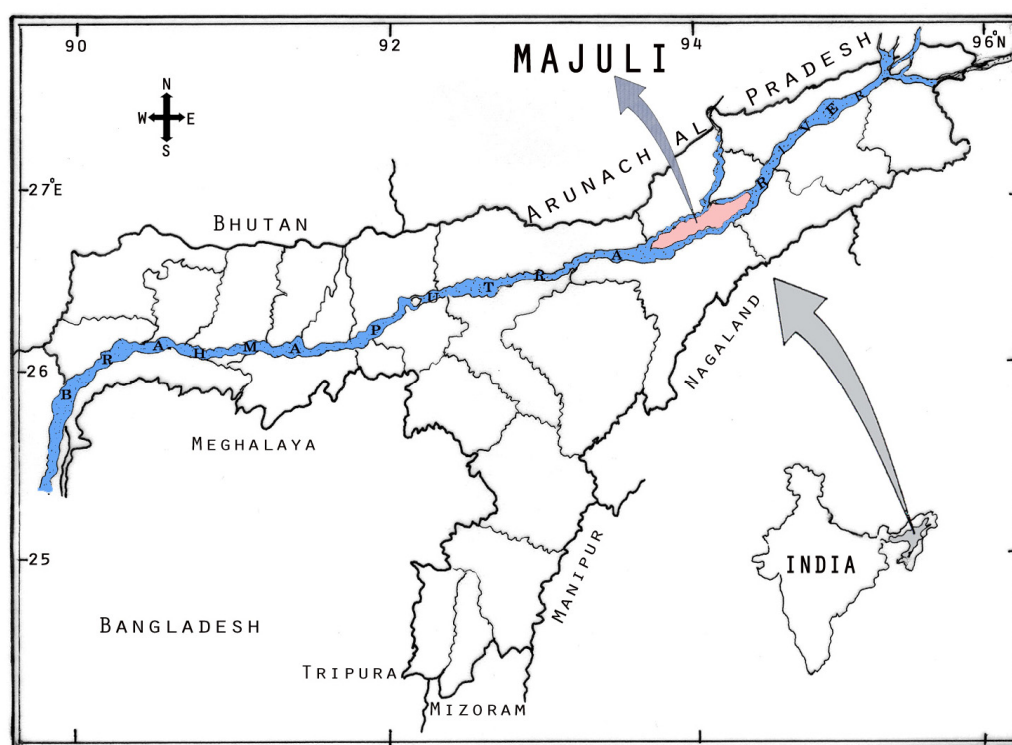 90 92 94 96°N
MAJULI
ARUNACHAL PRADESH
N
W E
S
27°E
BHUTAN
BRAHMAPUTRA RIVER
NAGALAND
26
MEGHALAYA
INDIA
25
MANIPUR
BANGLADESH
TRIPURA
MIZORAM